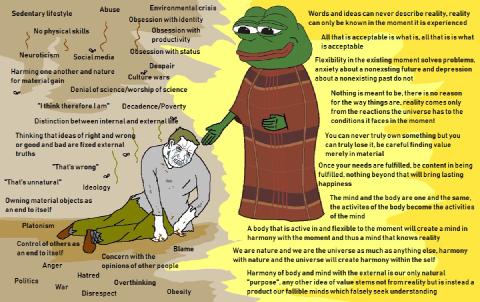 Sedentary lifestyle
Abuse
Environmental crisis
Obsession with identity
No physical skills
Obsession with
productivity
Neuroticism
Social media
Obsession with status
Despair
Harming one another and nature
for material gain
Culture wars
Denial of science/worship of science
"I think therefore I am"
Decadence/Poverty
Distinction between internal and external life
Thinking that ideas of right and wrong
or good and bad are fixed external
truths
"That's wrong"
"That's unnatural"
Ideology
Owning material objects as
an end to itself
Platonism
Control of others as
an end to itself
Blame
Concern with the
opinions of other people
Anger
Hatred
Politics
Overthinking
War
Disrespect
Obesity
Words and ideas can never describe reality, reality
can only be known in the moment it is experienced
All that is acceptable is what is, all that is is what
is acceptable
Flexibility in the existing moment solves problems,
anxiety about a nonexsting future and depression
about a nonexisting past do not
Nothing is meant to be, there is no reason
for the way things are, reality comes only
from the reactions the universe has to the
conditions it faces in the moment
You can never truly own something but you
can truly lose it, be careful finding value
merely in material
Once your needs are fulfilled, be content in being
fulfilled, nothing beyond that will bring lasting
happiness
The mind and the body are one and the same,
the activites of the body become the activities
of the mind
A body that is active in and flexible to the moment will create a mind in
harmony with the moment and thus a mind that knows reality
We are nature and we are the universe as much as anything else, harmony
with nature and the universe will create harmony within the self
Harmony of body and mind with the external is our only natural
"purpose", any other idea of value stems not from reality but is instead a
product our fallible minds which falsely seek understanding